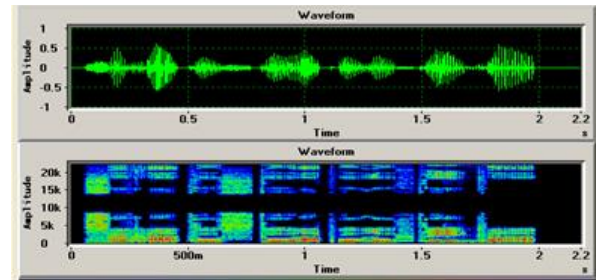 Waveform
Amplitude
1
0.5
0
-0.5
-1
0 0.5 1 1.5 2 2.2
Time s
Waveform
Amplitude
20k
15k
10k
5k
0
0 500m 1 1.5 2 2.2
Time s